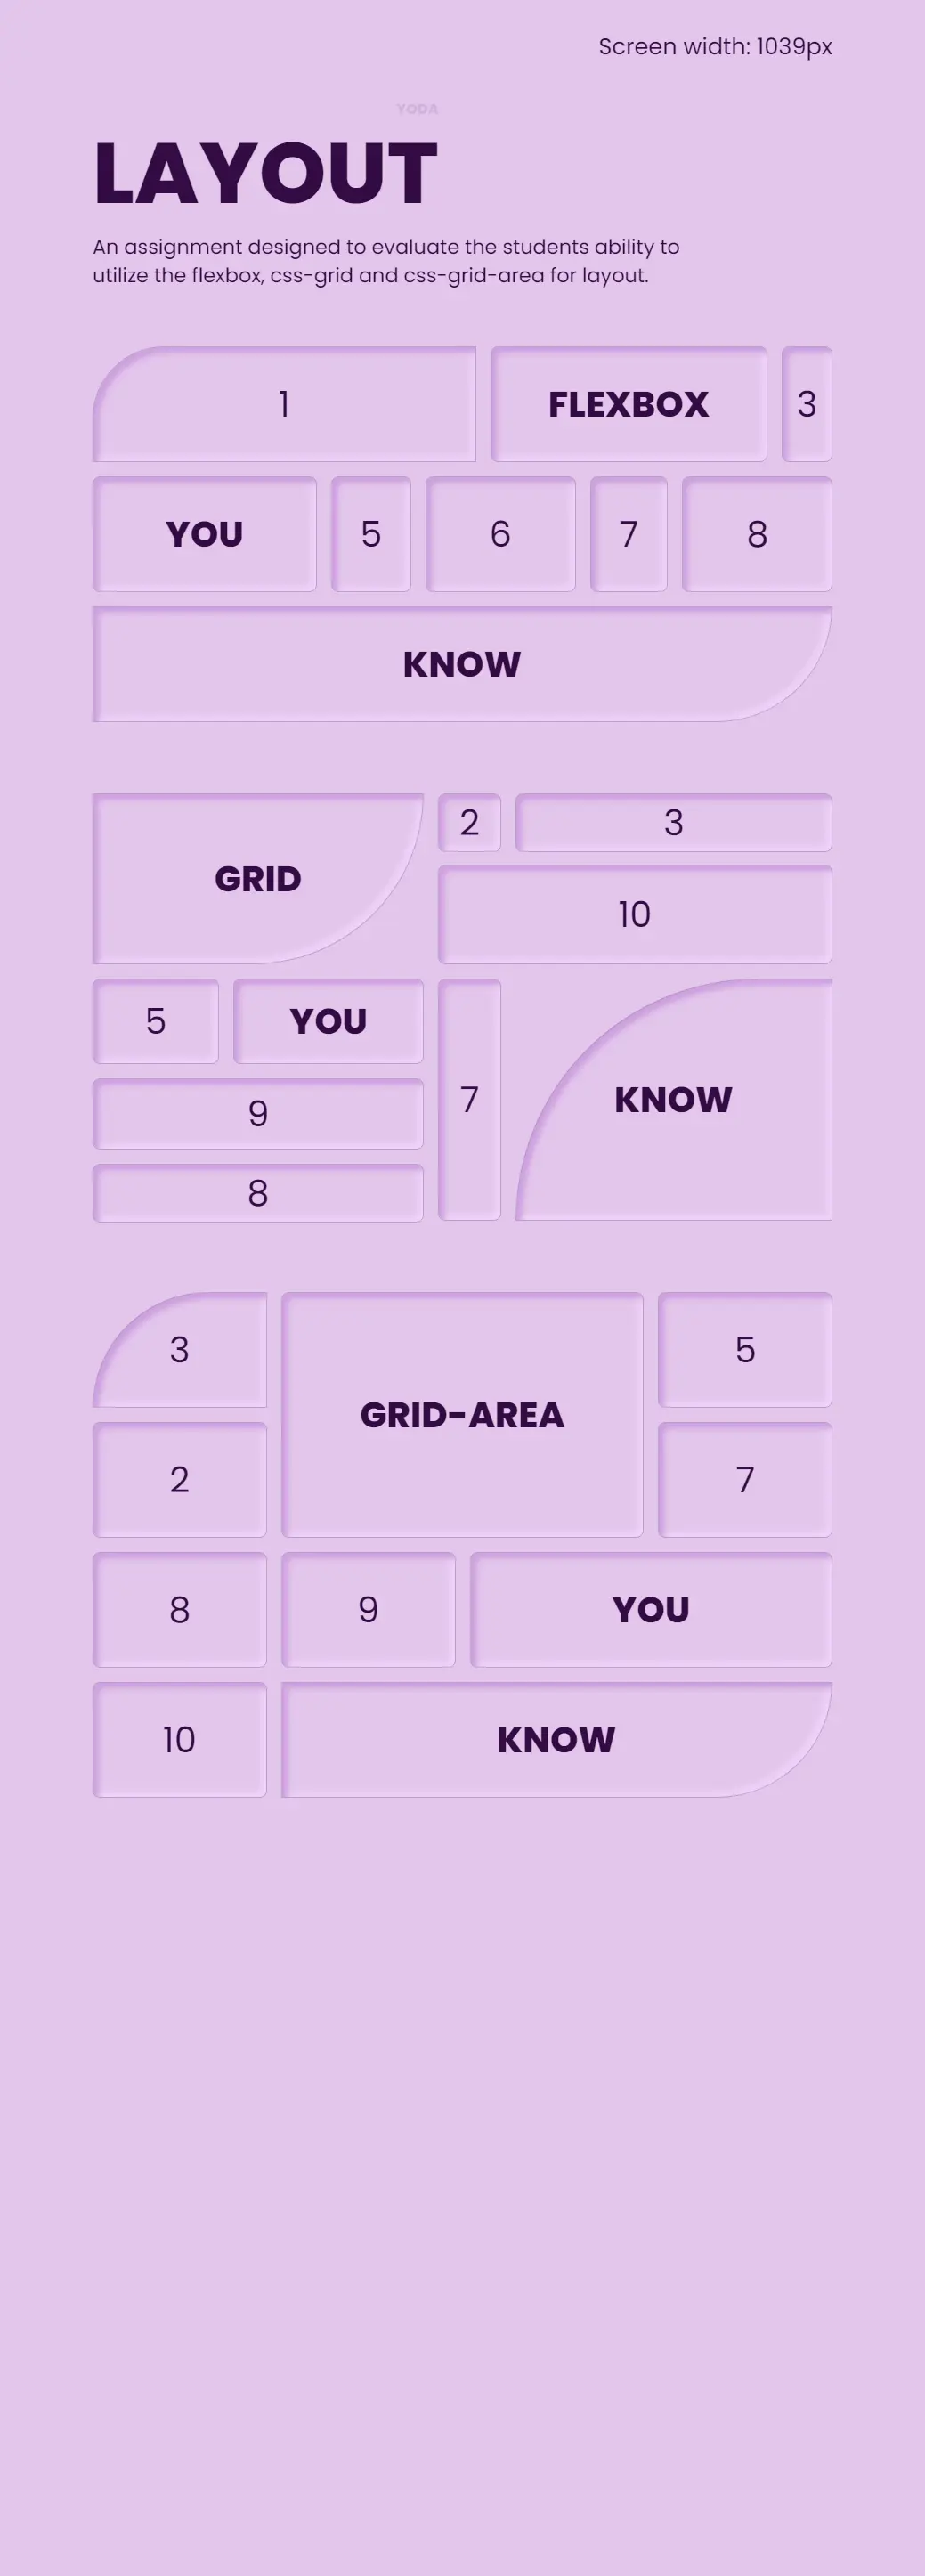 Screen width: 1039px
YODA
LAYOUT
An assignment designed to evaluate the students ability to
utilize the flexbox, css-grid and css-grid-area for layout.
1 FLEXBOX 3
YOU 5 6 7 8
KNOW
GRID 2 3
10
5 YOU 7 KNOW
9
8
3 GRID-AREA 5
2 7
8 9 YOU
10 KNOW